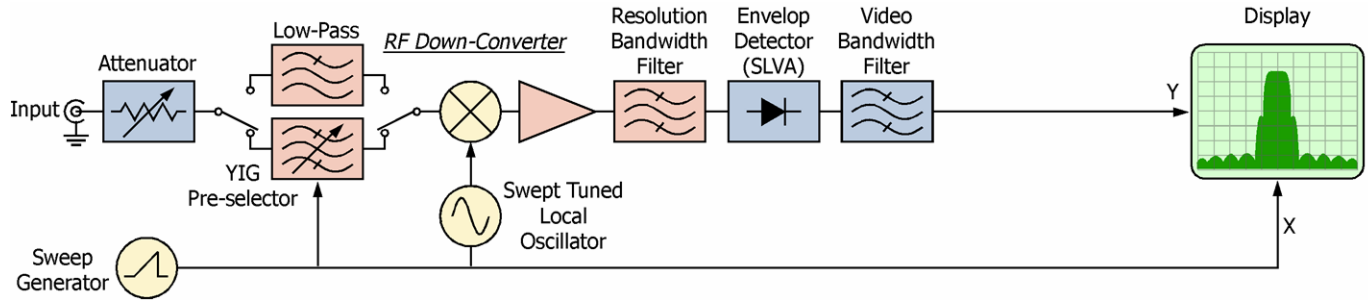 Input
Attenuator
Low-Pass
YIG
Pre-selector
RF Down-Converter
Swept Tuned
Local
Oscillator
Resolution
Bandwidth
Filter
Envelop
Detector
(SLVA)
Video
Bandwidth
Filter
Y
Display
X
Sweep
Generator